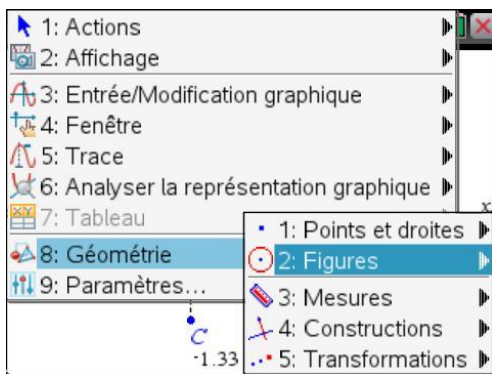 1: Actions
2: Affichage
3: Entrée/Modification graphique
4: Fenêtre
5: Trace
6: Analyser la représentation graphique
7: Tableau
x
8: Géométrie
9: Paramètres...
1: Points et droites
2: Figures
3: Mesures
4: Constructions
5: Transformations
C
-1.33